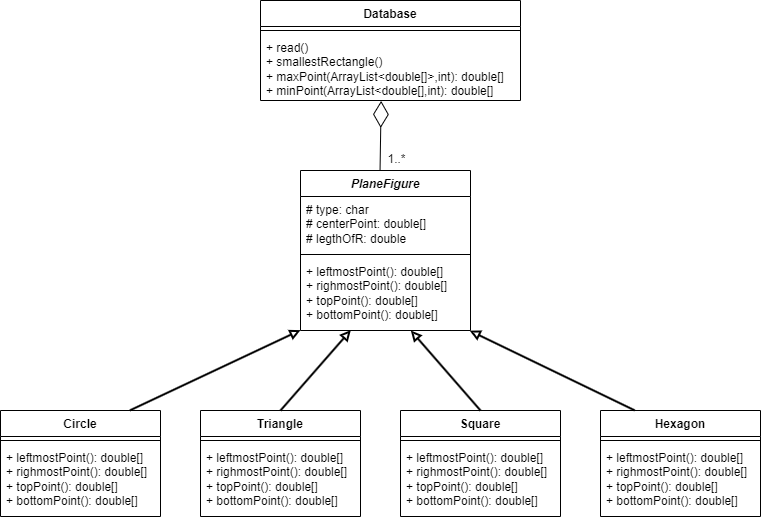 Database
+ read()
+ smallestRectangle()
+ maxPoint(ArrayList<double[]>,int): double[]
+ minPoint(ArrayList<double[],int): double[]
1..*
PlaneFigure
# type: char
# centerPoint: double[]
# legthOfR: double
+ leftmostPoint(): double[]
+ righmostPoint(): double[]
+ topPoint(): double[]
+ bottomPoint(): double[]
Circle
+ leftmostPoint(): double[]
+ righmostPoint(): double[]
+ topPoint(): double[]
+ bottomPoint(): double[]
Triangle
+ leftmostPoint(): double[]
+ righmostPoint(): double[]
+ topPoint(): double[]
+ bottomPoint(): double[]
Square
+ leftmostPoint(): double[]
+ righmostPoint(): double[]
+ topPoint(): double[]
+ bottomPoint(): double[]
Hexagon
+ leftmostPoint(): double[]
+ righmostPoint(): double[]
+ topPoint(): double[]
+ bottomPoint(): double[]